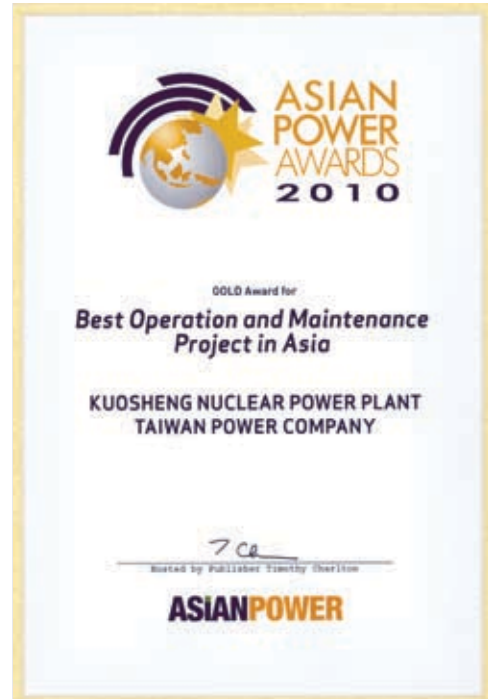 ASIAN
POWER
AWARDS
2010
GOLD Award for
Best Operation and Maintenance
Project in Asia
KUOSHENG NUCLEAR POWER PLANT
TAIWAN POWER COMPANY
Hosted by Publisher Timothy Charlton
ASIANPOWER